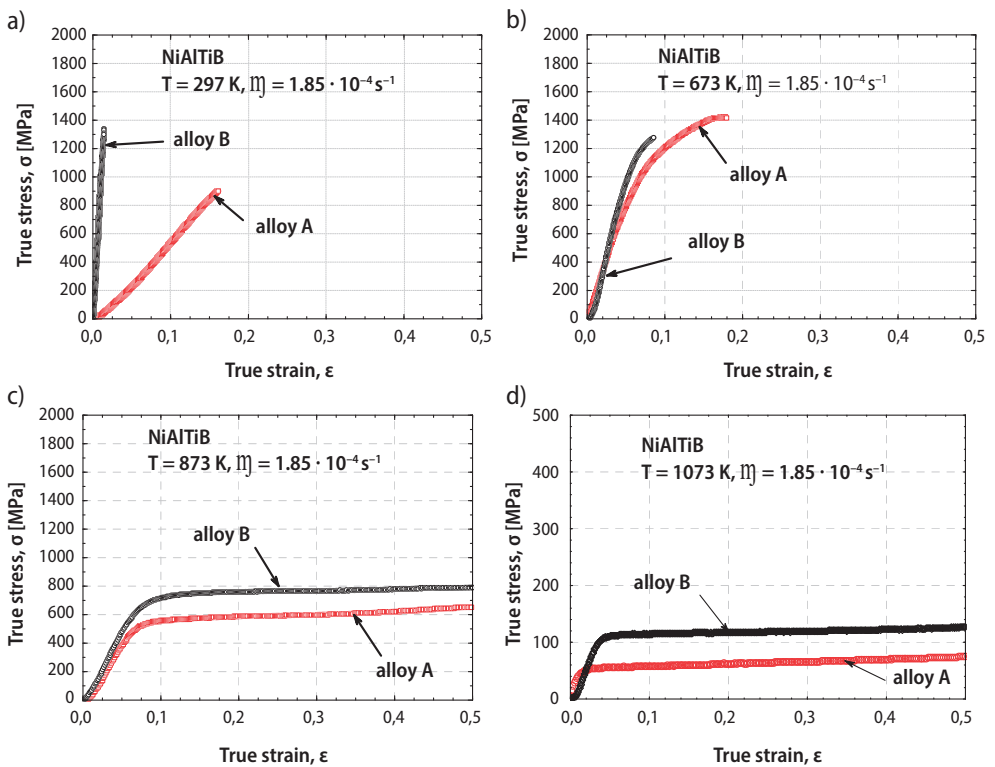 a)
NiAlTiB
T = 297 K, ṁ = 1.85 · 10⁻⁴ s⁻¹
2000
1800
1600
1400
1200
1000
800
600
400
200
0
True stress, σ [MPa]
alloy B
alloy A
0,0 0,1 0,2 0,3 0,4 0,5
True strain, ε
b)
NiAlTiB
T = 673 K, ṁ = 1.85 · 10⁻⁴ s⁻¹
2000
1800
1600
1400
1200
1000
800
600
400
200
0
True stress, σ [MPa]
alloy A
alloy B
0,0 0,1 0,2 0,3 0,4 0,5
True strain, ε
c)
NiAlTiB
T = 873 K, ṁ = 1.85 · 10⁻⁴ s⁻¹
2000
1800
1600
1400
1200
1000
800
600
400
200
0
True stress, σ [MPa]
alloy B
alloy A
0,0 0,1 0,2 0,3 0,4 0,5
True strain, ε
d)
NiAlTiB
T = 1073 K, ṁ = 1.85 · 10⁻⁴ s⁻¹
500
400
300
200
100
0
True stress, σ [MPa]
alloy B
alloy A
0,0 0,1 0,2 0,3 0,4 0,5
True strain, ε